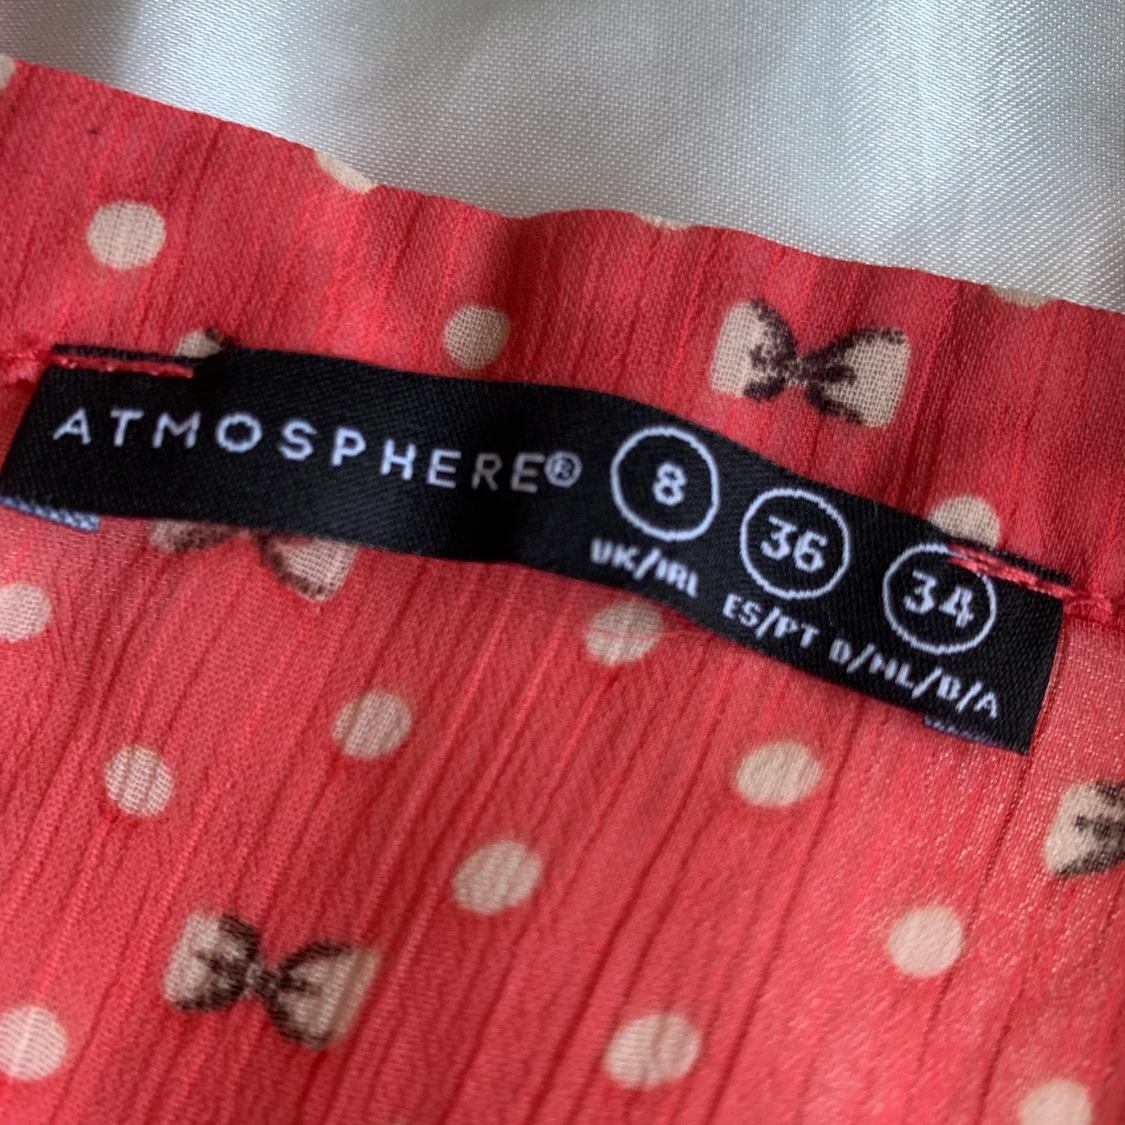 ATMOSPHERE® 8 36 34
UK/IRL ES/PT D/NL/B/A